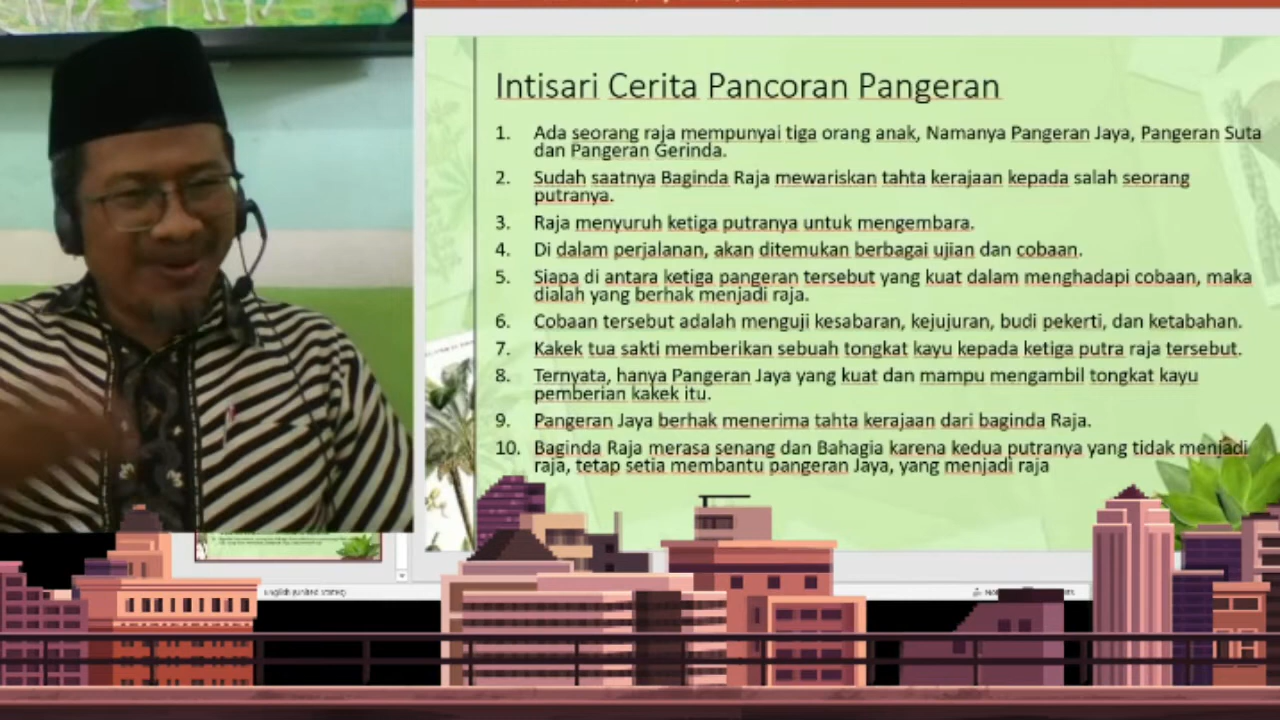 Intisari Cerita Pancoran Pangeran
1. Ada seorang raja mempunyai tiga orang anak, Namanya Pangeran Jaya, Pangeran Suta
dan Pangeran Gerinda.
2. Sudah saatnya Baginda Raja mewariskan tahta kerajaan kepada salah seorang
putranya.
3. Raja menyuruh ketiga putranya untuk mengembara.
4. Di dalam perjalanan, akan ditemukan berbagai ujian dan cobaan.
5. Siapa di antara ketiga pangeran tersebut yang kuat dalam menghadapi cobaan, maka
dialah yang berhak menjadi raja.
6. Cobaan tersebut adalah menguji kesabaran, kejujuran, budi pekerti, dan ketabahan.
7. Kakek tua sakti memberikan sebuah tongkat kayu kepada ketiga putra raja tersebut.
8. Ternyata, hanya Pangeran Jaya yang kuat dan mampu mengambil tongkat kayu
pemberian kakek itu.
9. Pangeran Jaya berhak menerima tahta kerajaan dari baginda Raja.
10. Baginda Raja merasa senang dan Bahagia karena kedua putranya yang tidak menjadi
raja, tetap setia membantu pangeran Jaya, yang menjadi raja
English (United States)